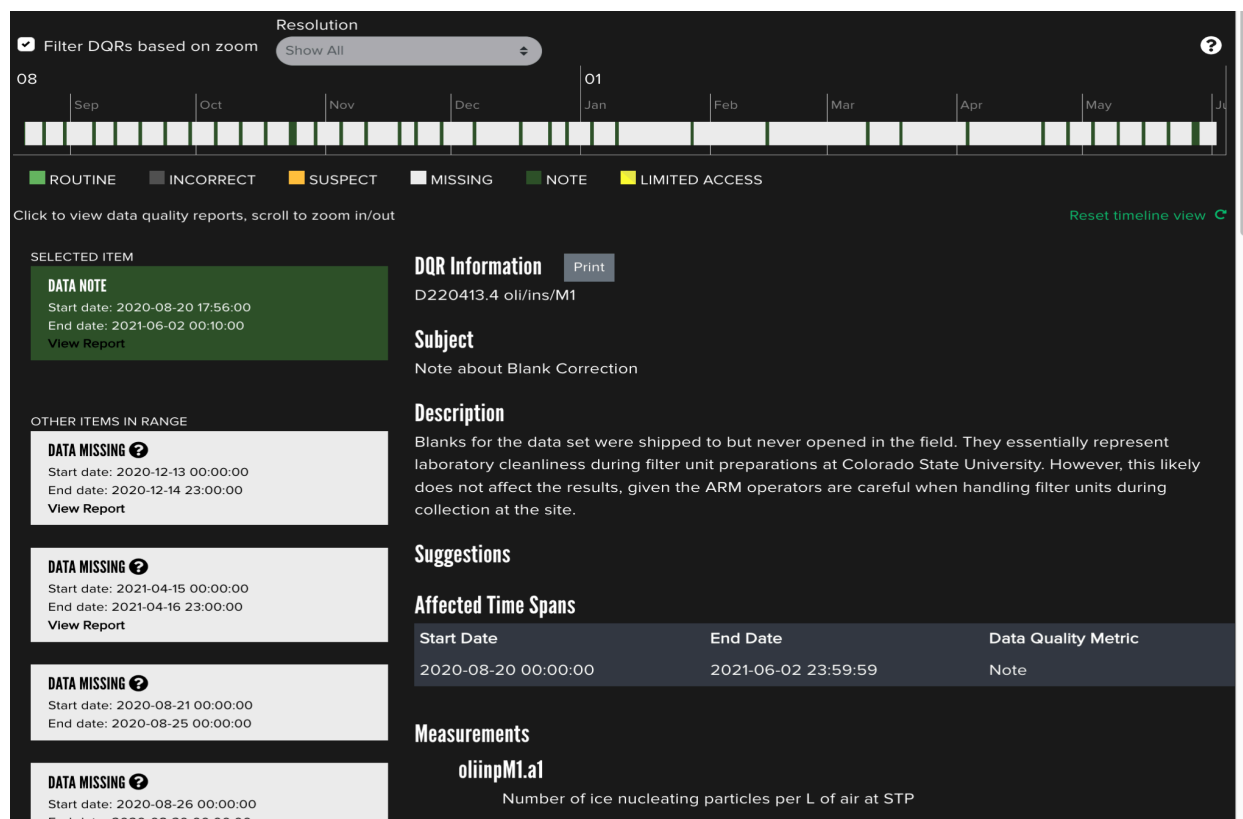 Resolution
Filter DQRs based on zoom
Show All
?
08
01
Sep
Oct
Nov
Dec
Jan
Feb
Mar
Apr
May
ROUTINE
INCORRECT
SUSPECT
MISSING
NOTE
LIMITED ACCESS
Click to view data quality reports, scroll to zoom in/out
Reset timeline view
SELECTED ITEM
DATA NOTE
Start date: 2020-08-20 17:56:00
End date: 2021-06-02 00:10:00
View Report
OTHER ITEMS IN RANGE
DATA MISSING ?
Start date: 2020-12-13 00:00:00
End date: 2020-12-14 23:00:00
View Report
DATA MISSING ?
Start date: 2021-04-15 00:00:00
End date: 2021-04-16 23:00:00
View Report
DATA MISSING ?
Start date: 2020-08-21 00:00:00
End date: 2020-08-25 00:00:00
DATA MISSING ?
Start date: 2020-08-26 00:00:00
DQR Information
Print
D220413.4 oli/ins/M1
Subject
Note about Blank Correction
Description
Blanks for the data set were shipped to but never opened in the field. They essentially represent
laboratory cleanliness during filter unit preparations at Colorado State University. However, this likely
does not affect the results, given the ARM operators are careful when handling filter units during
collection at the site.
Suggestions
Affected Time Spans
Start Date End Date Data Quality Metric
2020-08-20 00:00:00 2021-06-02 23:59:59 Note
Measurements
oliinpM1.a1
Number of ice nucleating particles per L of air at STP